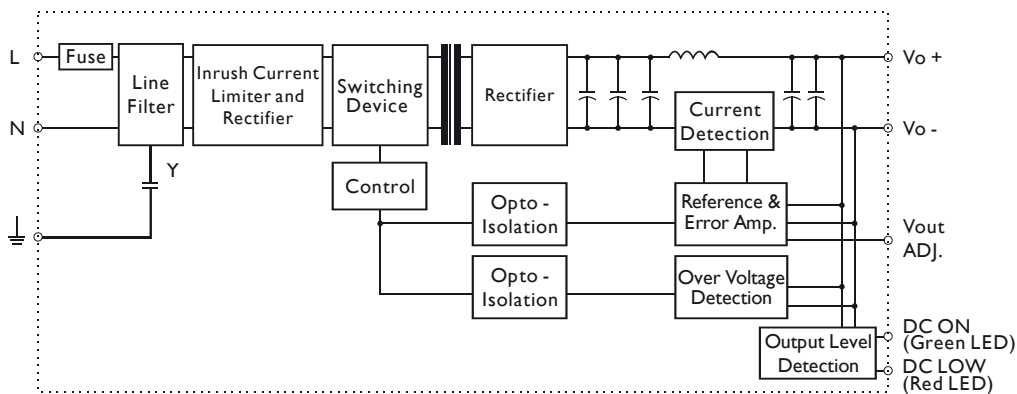 L
Fuse
Line
Filter
Inrush Current
Limiter and
Rectifier
Switching
Device
Rectifier
Vo +
N
Current
Detection
Vo -
Y
Control
Opto -
Isolation
Reference &
Error Amp.
Vout
ADJ.
Opto -
Isolation
Over Voltage
Detection
Output Level
Detection
DC ON
(Green LED)
DC LOW
(Red LED)